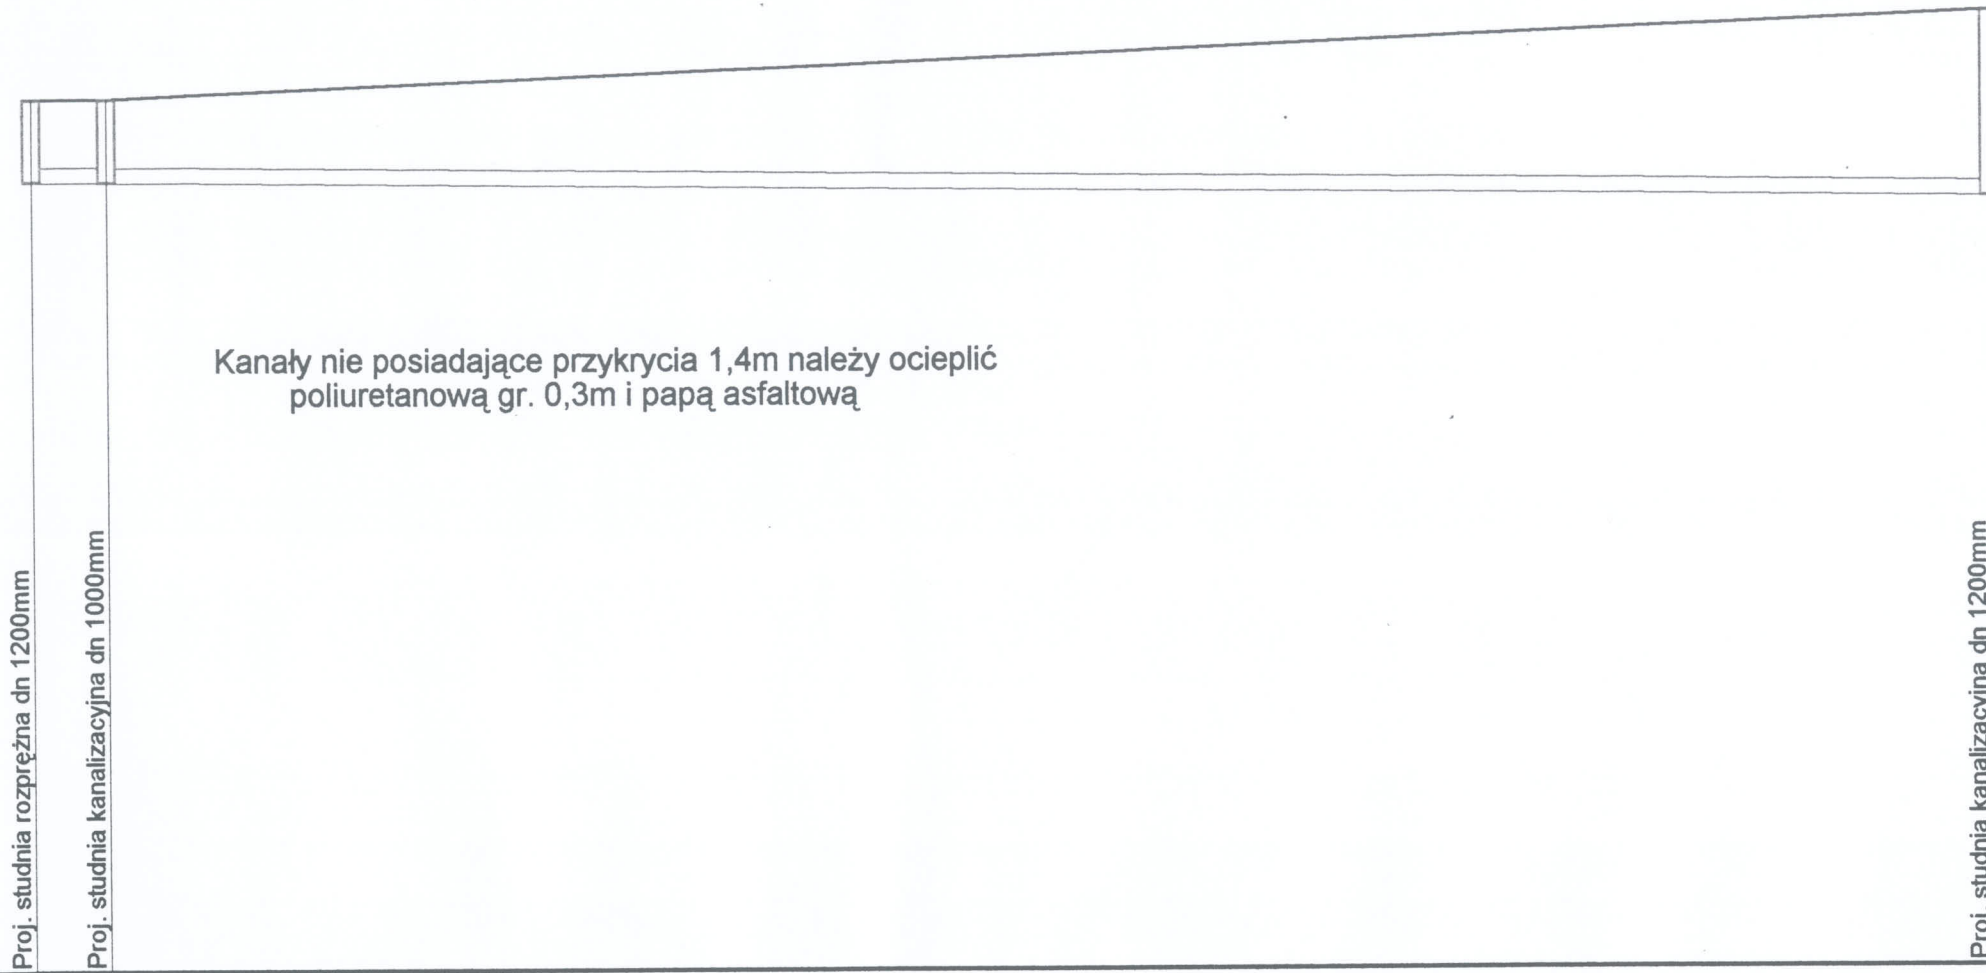 Kanały nie posiadające przykrycia 1,4m należy ocieplić
poliuretanową gr. 0,3m i papą asfaltową
Proj. studnia rozprężna dn 1200mm
Proj. studnia kanalizacyjna dn 1000mm
Proj. studnia kanalizacyjna dn 1200mm